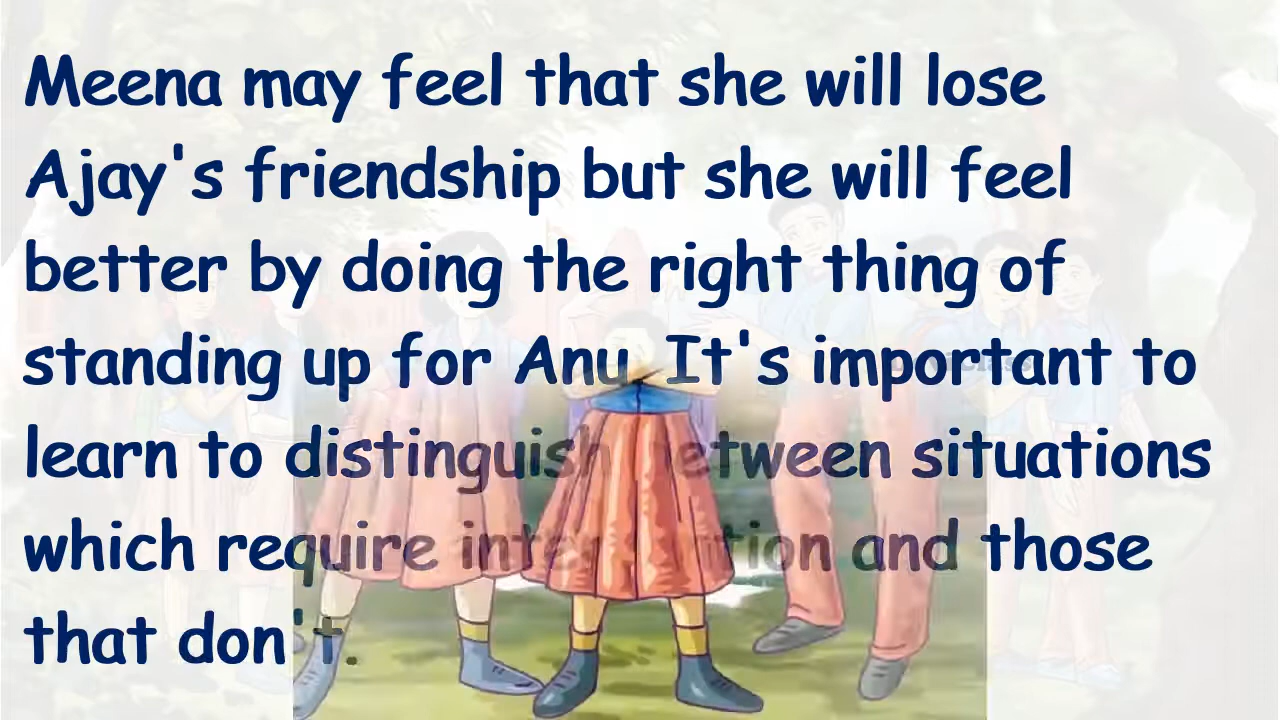 Meena may feel that she will lose
Ajay's friendship but she will feel
better by doing the right thing of
standing up for Anu. It's important to
learn to distinguish between situations
which require intervention and those
that don't.